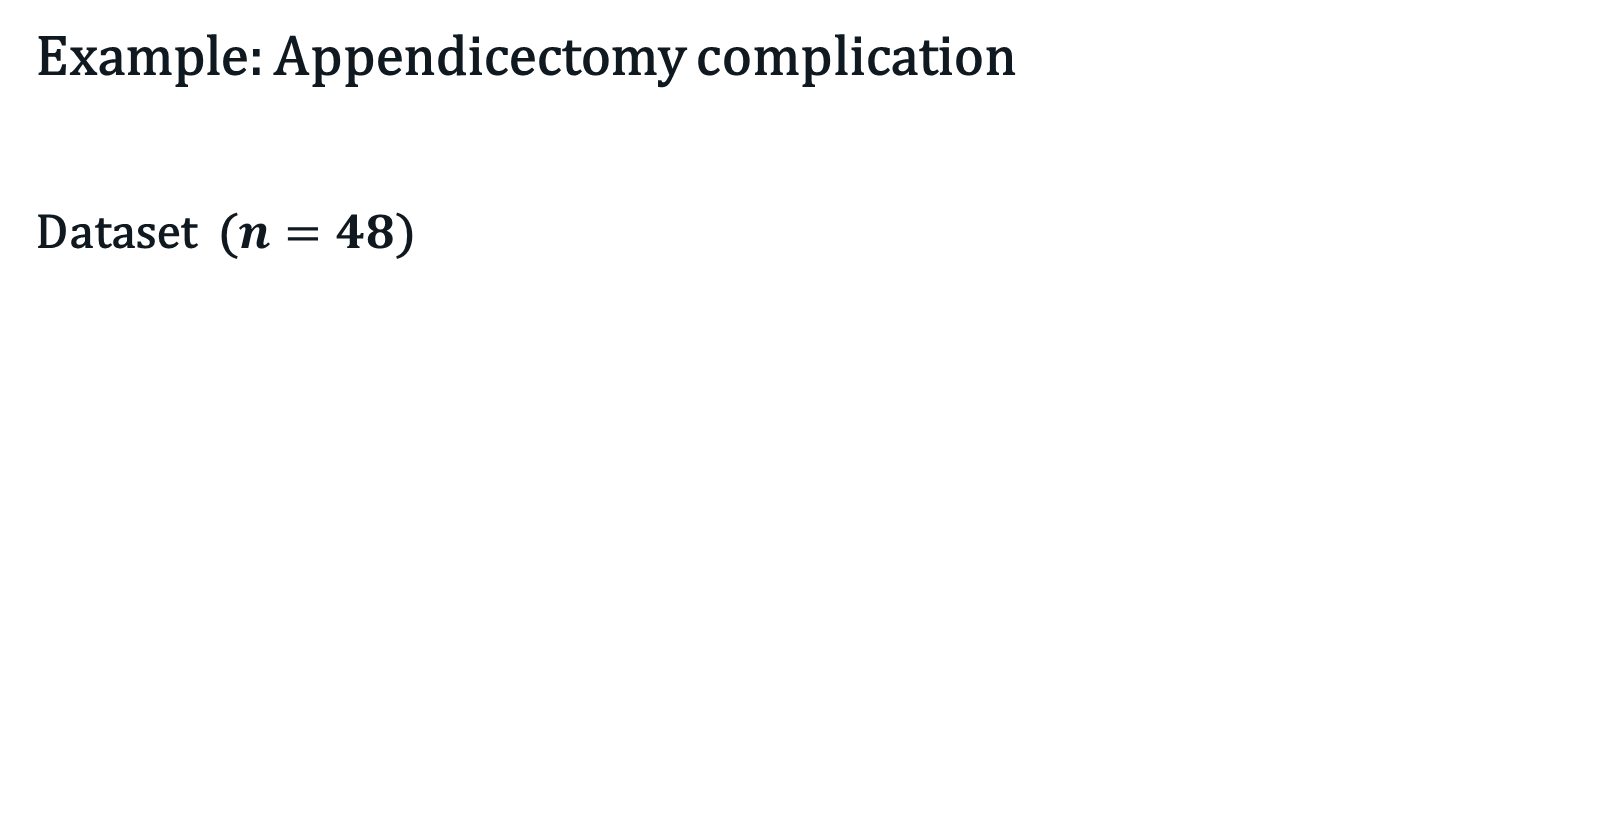 Example: Appendicectomy complication
Dataset (n = 48)